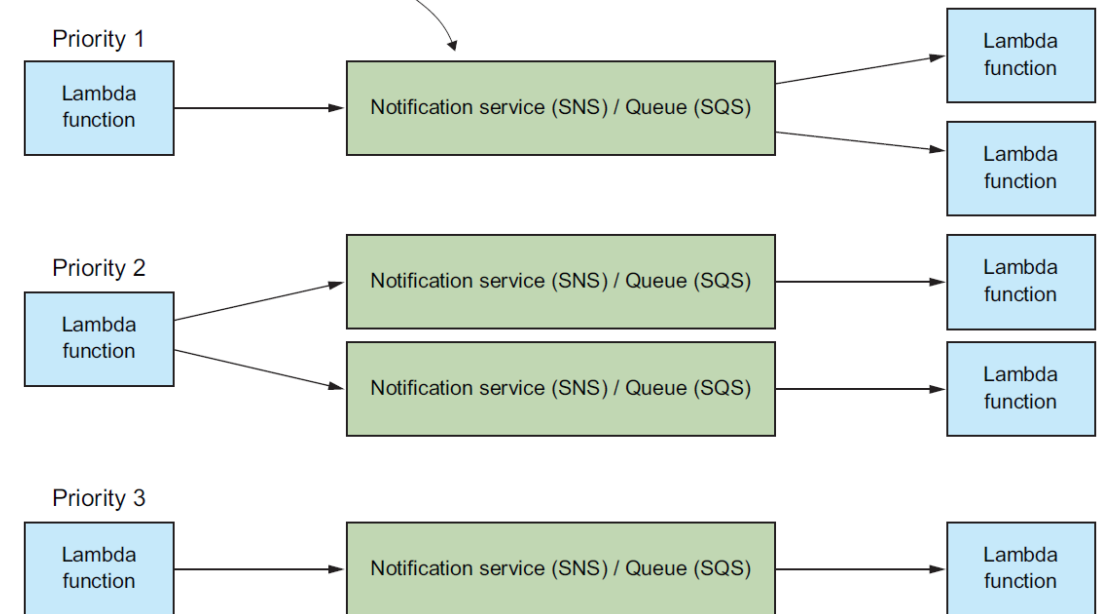 Priority 1
Lambda
function
Notification service (SNS) / Queue (SQS)
Lambda
function
Lambda
function
Priority 2
Lambda
function
Notification service (SNS) / Queue (SQS)
Lambda
function
Notification service (SNS) / Queue (SQS)
Lambda
function
Priority 3
Lambda
function
Notification service (SNS) / Queue (SQS)
Lambda
function